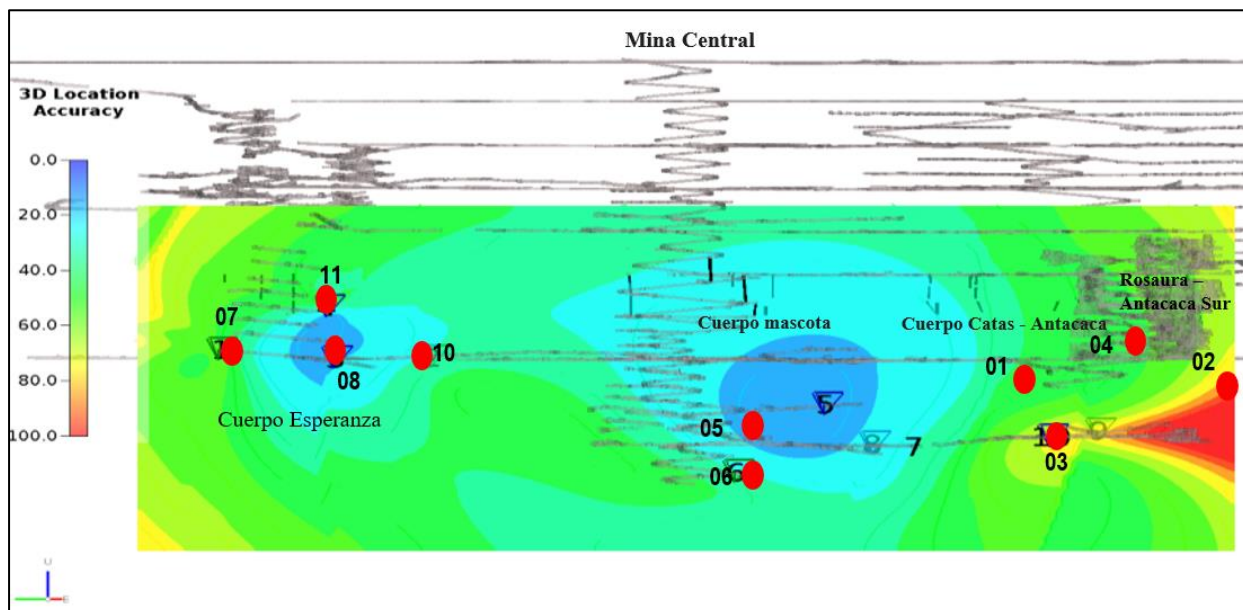 Mina Central
3D Location
Accuracy
0.0
20.0
40.0
60.0
80.0
100.0
11
07
08
10
Cuerpo Esperanza
Cuerpo mascota
Cuerpo Catas - Antacaca
Rosaura –
Antacaca Sur
04
01
02
5
05
8
7
03
06
6
9
U
E